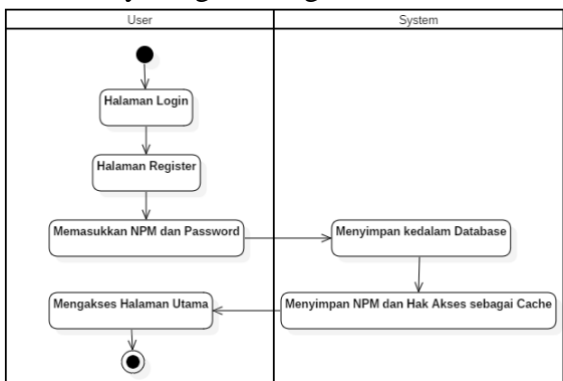 User
System
Halaman Login
Halaman Register
Memasukkan NPM dan Password
Menyimpan kedalam Database
Mengakses Halaman Utama
Menyimpan NPM dan Hak Akses sebagai Cache